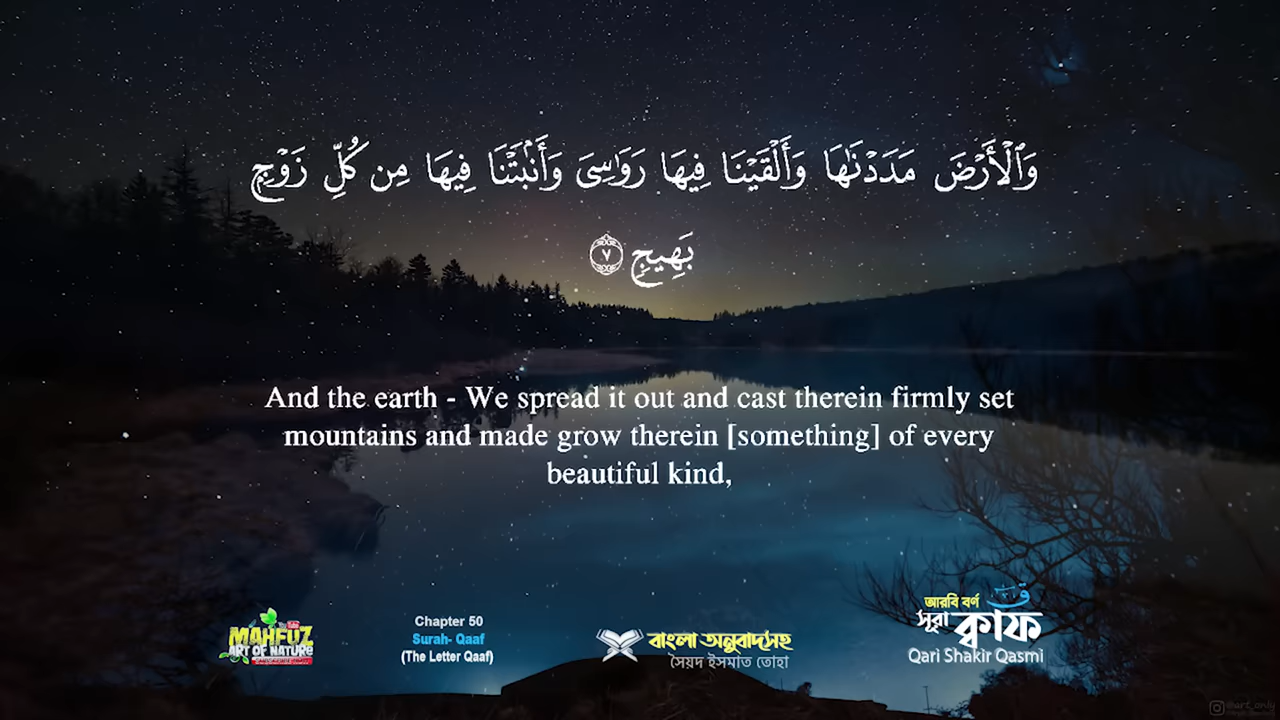 وَٱلْأَرْضَ مَدَدْنَٰهَا وَأَلْقَيْنَا فِيهَا رَوَٰسِىَ وَأَنۢبَتْنَا فِيهَا مِن كُلِّ زَوْجٍۭ
بَهِيجٍ ٧
And the earth - We spread it out and cast therein firmly set
mountains and made grow therein [something] of every
beautiful kind,
MAHFUZ
ART OF NATURE
Chapter 50
Surah- Qaaf
(The Letter Qaaf)
বাংলা অনুবাদসহ
সৈয়দ ইসমাত তোহা
আরবি বর্ণ ق
সূরা ক্বাফ
Qari Shakir Qasmi